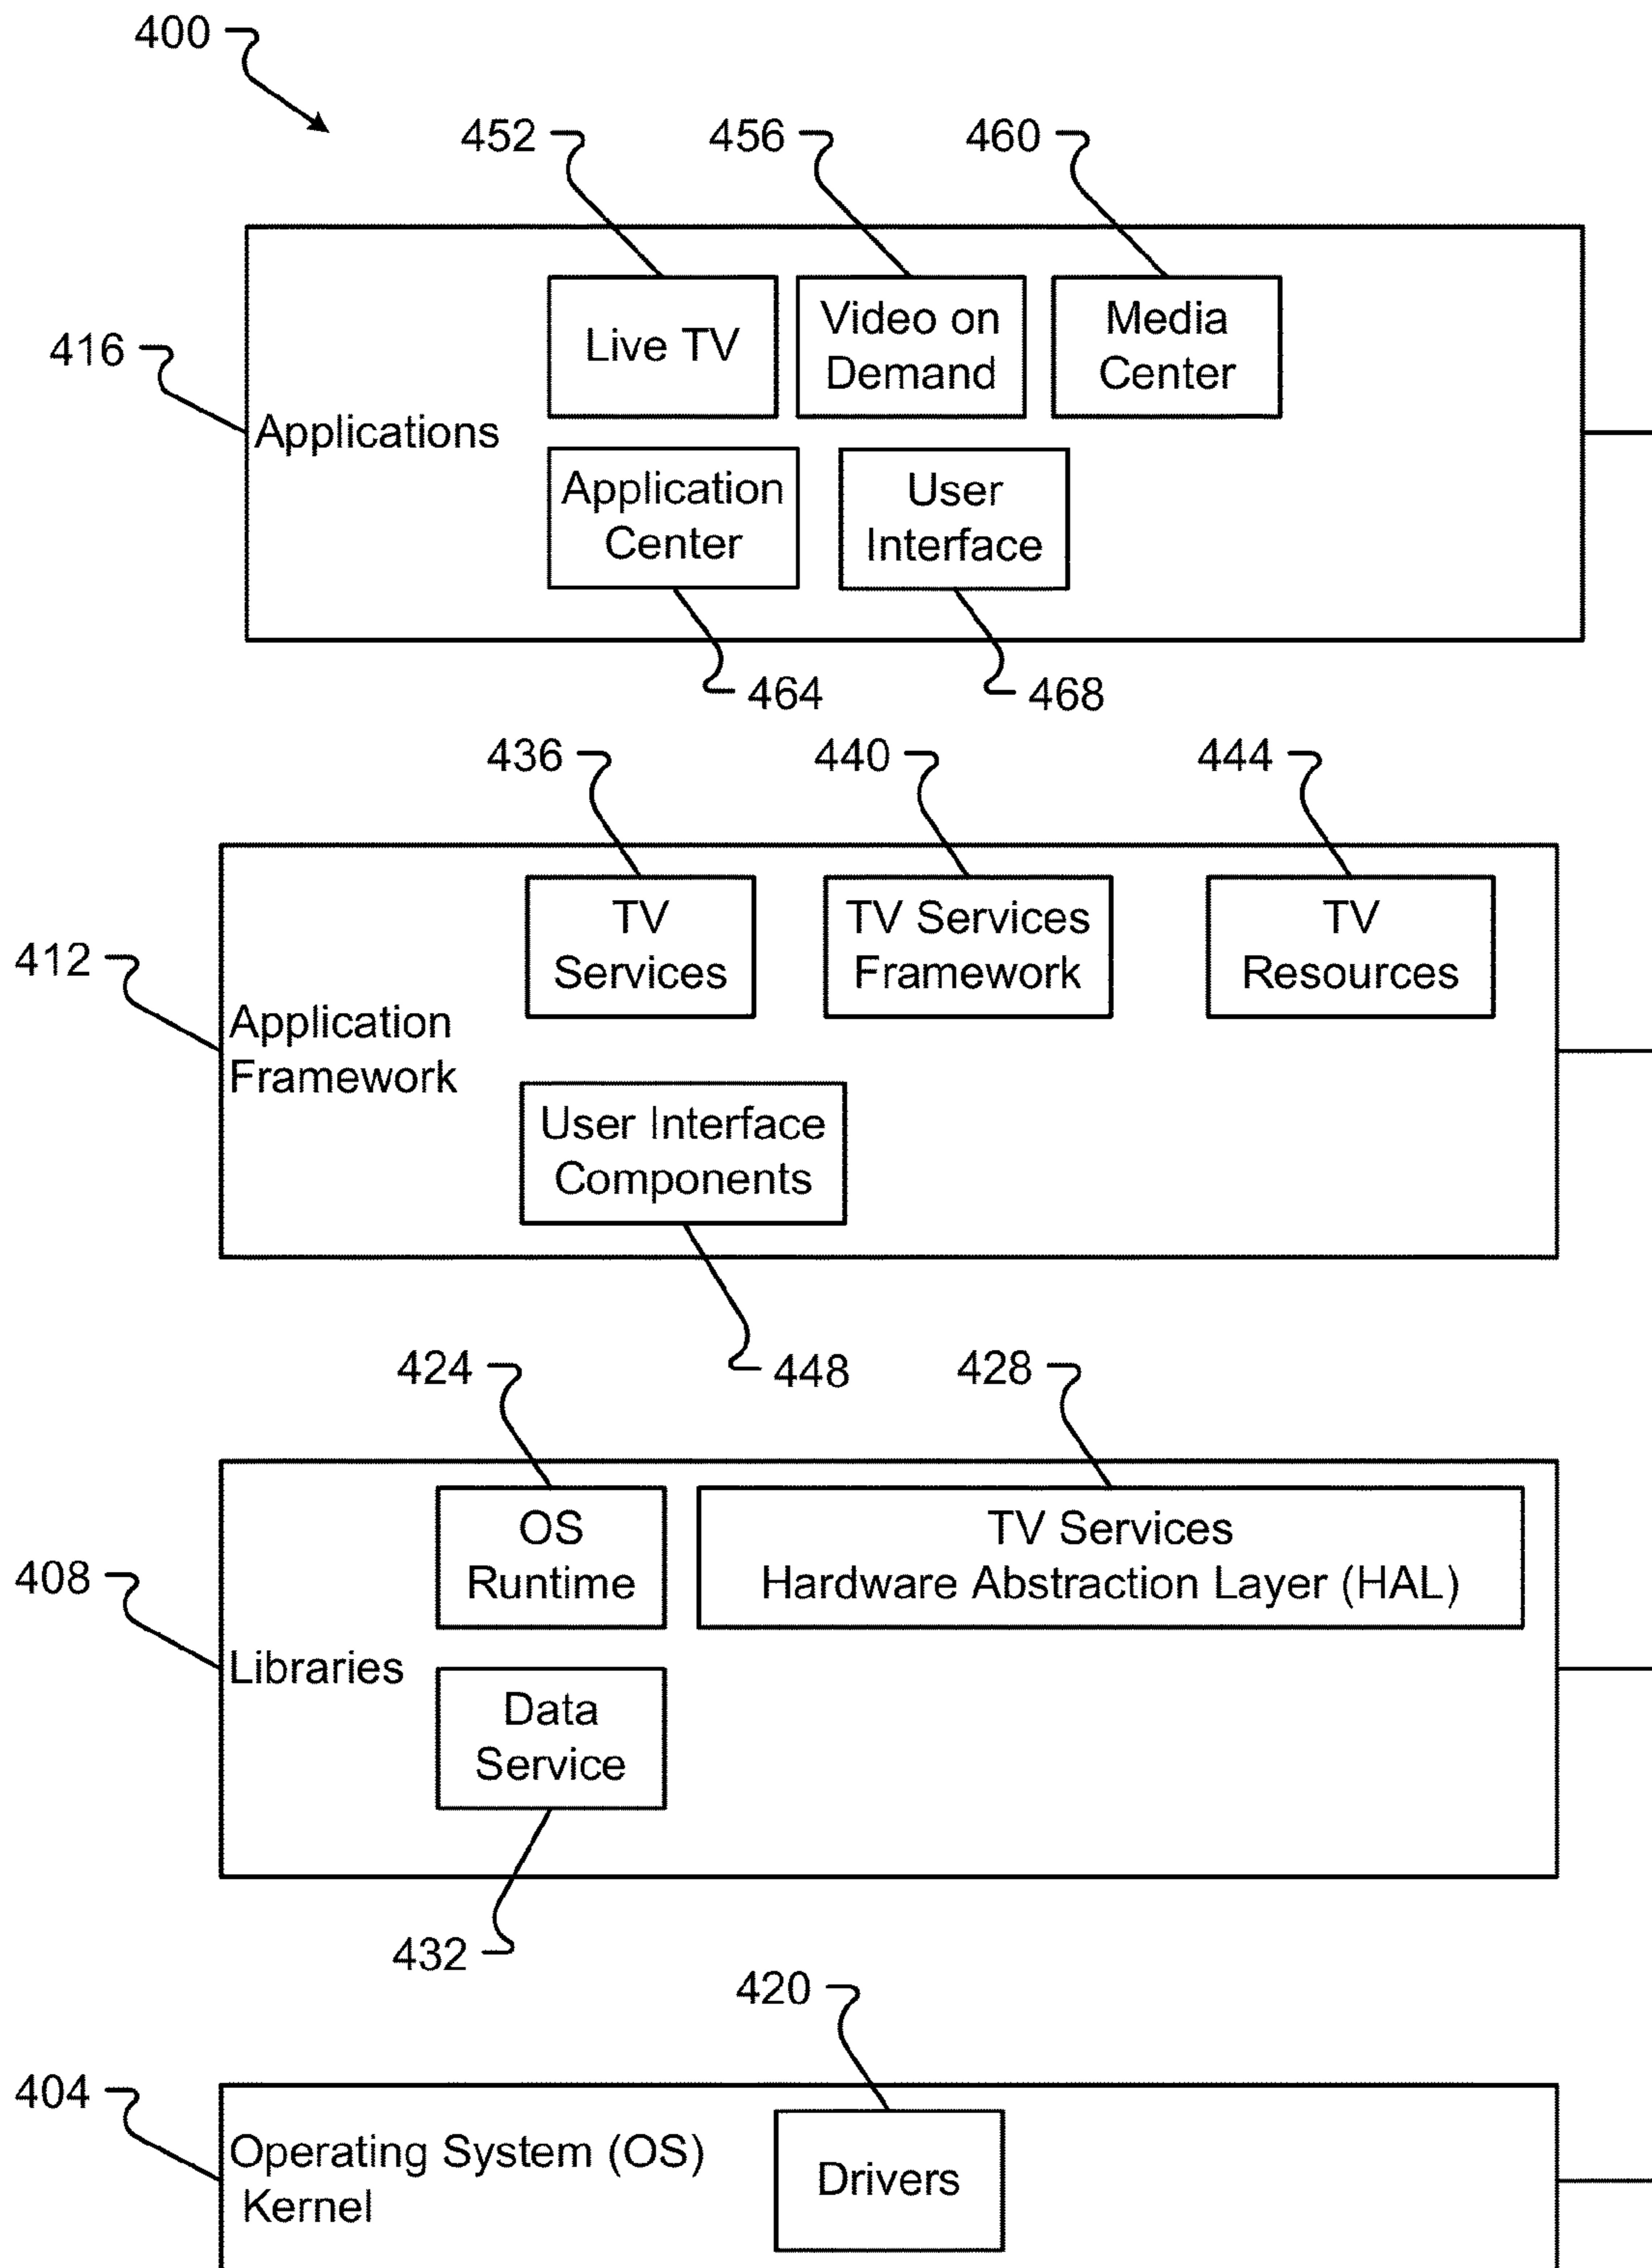 400
452
456
460
416
Applications
Live TV
Video on
Demand
Media
Center
Application
Center
User
Interface
464
468
436
440
444
412
Application
Framework
TV
Services
TV Services
Framework
TV
Resources
User Interface
Components
448
424
428
408
Libraries
OS
Runtime
TV Services
Hardware Abstraction Layer (HAL)
Data
Service
432
420
404
Operating System (OS)
Kernel
Drivers